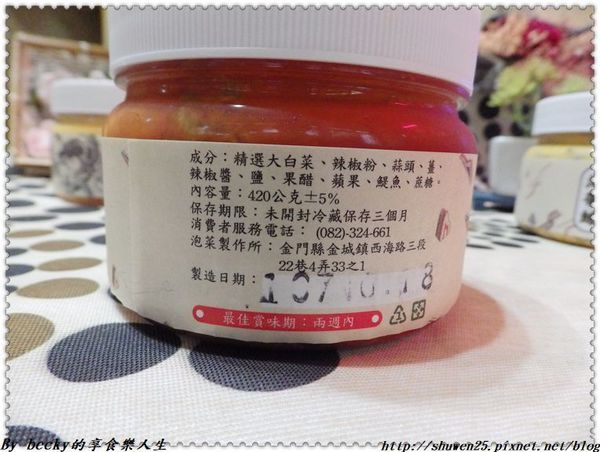 成分：精選大白菜、辣椒粉、蒜頭、薑、
辣椒醬、鹽、果醋、蘋果、鯷魚、蔗糖。
內容量：420公克±5%
保存期限：未開封冷藏保存三個月
消費者服務電話： (082)-324-661
泡菜製作所：金門縣金城鎮西海路三段
22巷4弄33之1
製造日期：
最佳賞味期：兩週內
By becky的享食樂人生
http://shuwen25.pixnet.net/blog